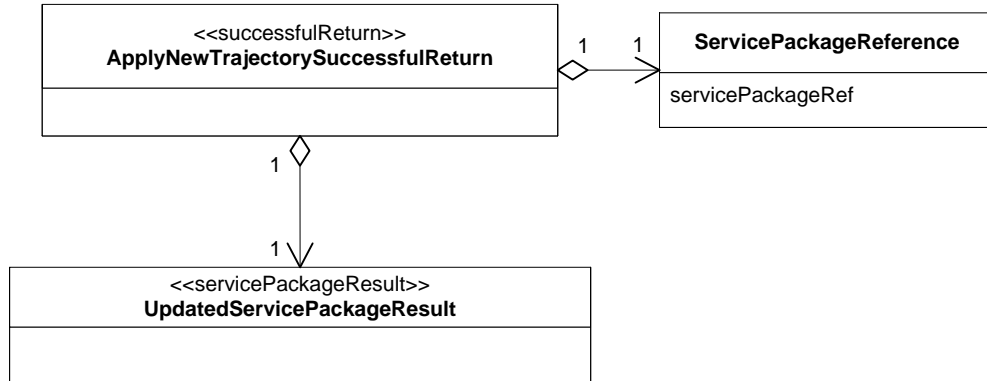 <<successfulReturn>>
ApplyNewTrajectorySuccessfulReturn
1
1
ServicePackageReference
servicePackageRef
1
1
<<servicePackageResult>>
UpdatedServicePackageResult